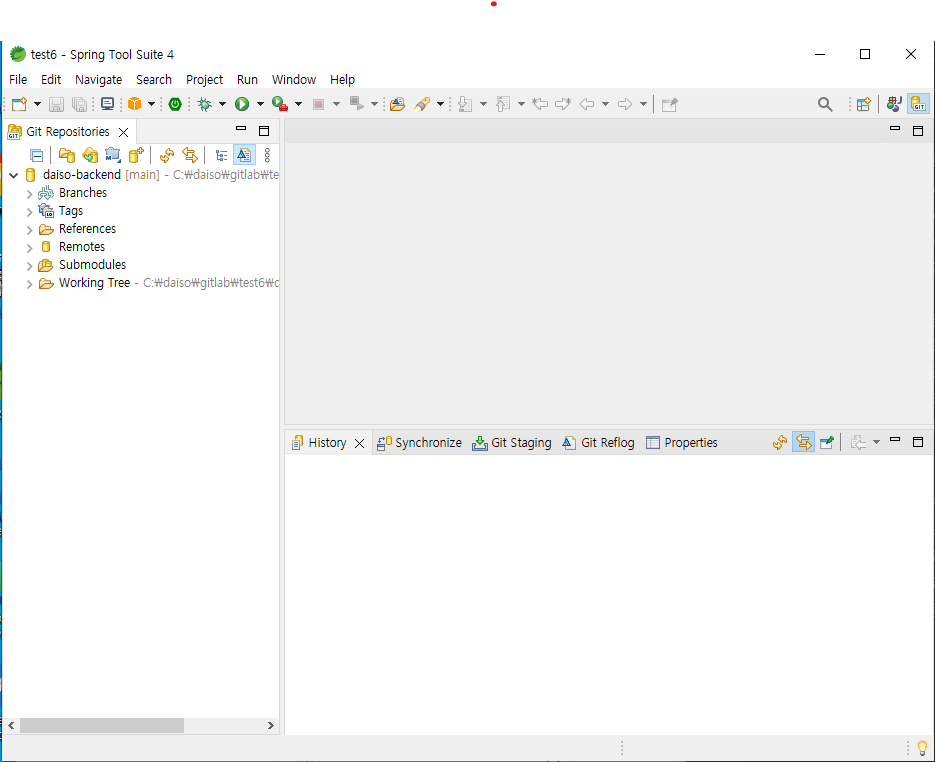 test6 - Spring Tool Suite 4
File Edit Navigate Search Project Run Window Help
Git Repositories
daiso-backend [main] - C:₩daiso₩gitlab₩te
Branches
Tags
References
Remotes
Submodules
Working Tree - C:₩daiso₩gitlab₩test6₩d
History Synchronize Git Staging Git Reflog Properties